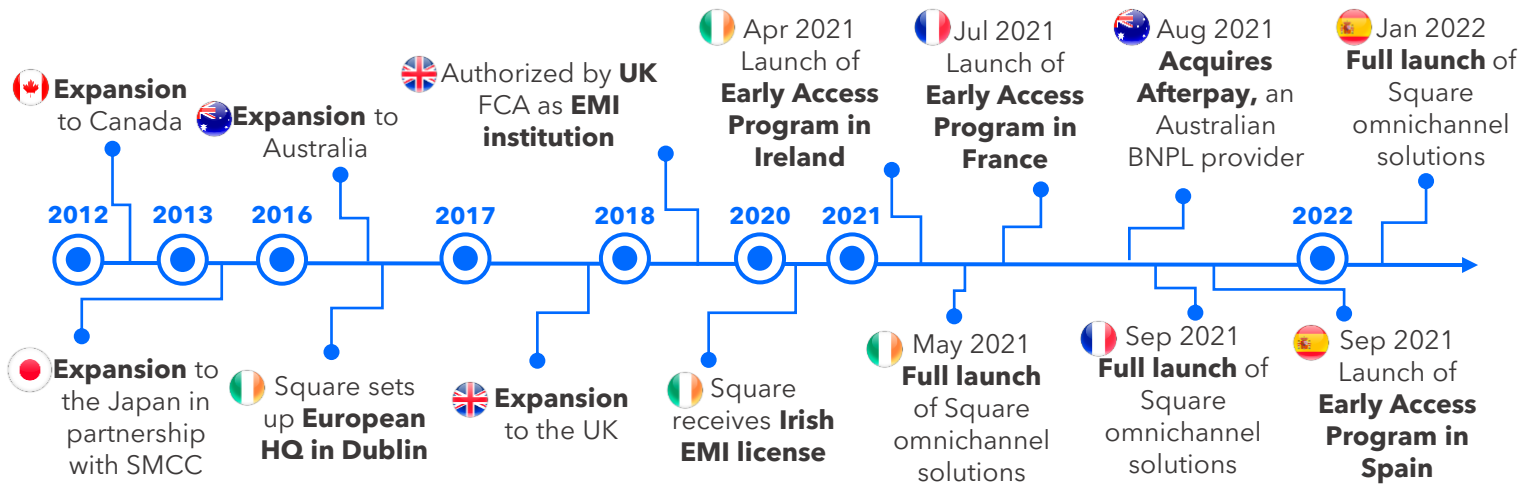 Expansion
to Canada
Expansion to
Australia
Authorized by UK
FCA as EMI
institution
Apr 2021
Launch of
Early Access
Program in
Ireland
Jul 2021
Launch of
Early Access
Program in
France
Aug 2021
Acquires
Afterpay, an
Australian
BNPL provider
Jan 2022
Full launch of
Square
omnichannel
solutions
2012
2013
2016
2017
2018
2020
2021
2022
Expansion to
the Japan in
partnership
with SMCC
Square sets
up European
HQ in Dublin
Expansion
to the UK
Square
receives Irish
EMI license
May 2021
Full launch
of Square
omnichannel
solutions
Sep 2021
Full launch of
Square
omnichannel
solutions
Sep 2021
Launch of
Early Access
Program in
Spain